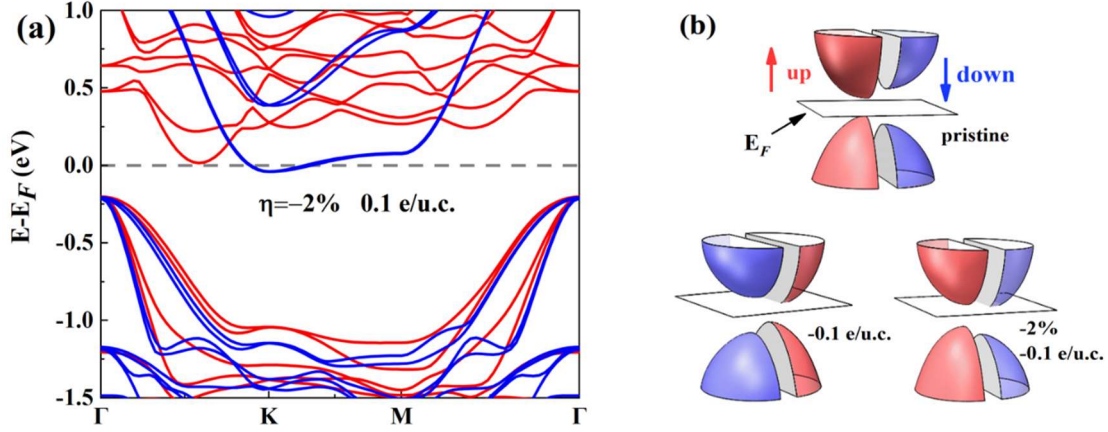 (a)
E-E_F (eV)
1.0
0.5
0.0
-0.5
-1.0
-1.5
Γ K M Γ
η=−2% 0.1 e/u.c.
(b)
up
down
E_F
pristine
-0.1 e/u.c.
-2%
-0.1 e/u.c.